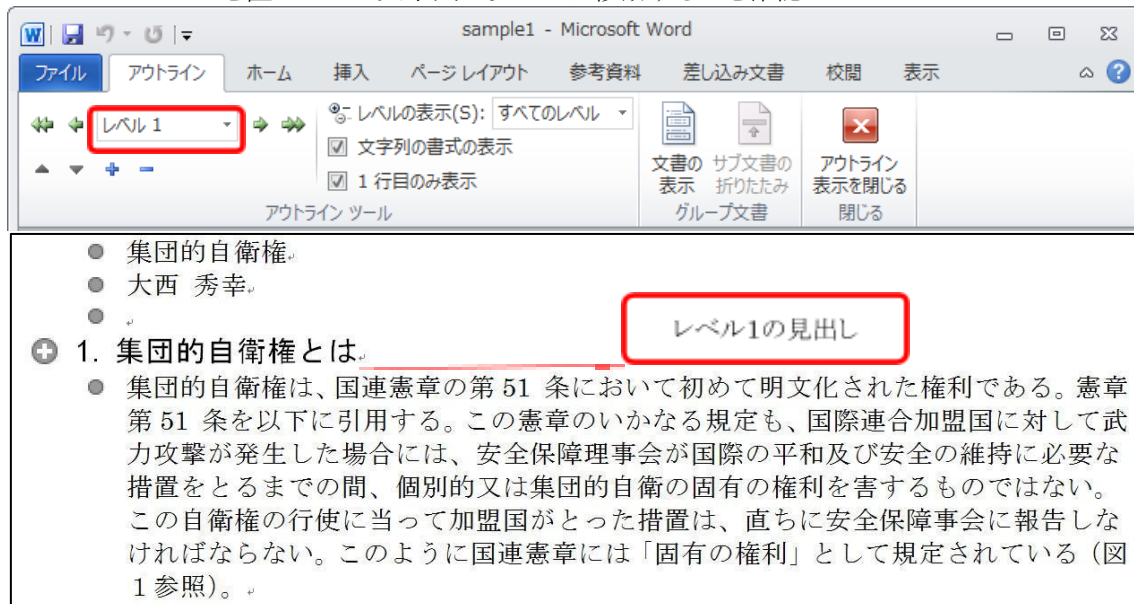 sample1 - Microsoft Word
ファイル アウトライン ホーム 挿入 ページ レイアウト 参考資料 差し込み文書 校閲 表示
レベル 1
レベルの表示(S): すべてのレベル
文字列の書式の表示
1 行目のみ表示
アウトライン ツール
文書の表示
サブ文書の折りたたみ
グループ文書
アウトライン表示を閉じる
閉じる
集団的自衛権
大西 秀幸
レベル1の見出し
1. 集団的自衛権とは
集団的自衛権は、国連憲章の第 51 条において初めて明文化された権利である。憲章
第 51 条を以下に引用する。この憲章のいかなる規定も、国際連合加盟国に対して武
力攻撃が発生した場合には、安全保障理事会が国際の平和及び安全の維持に必要な
措置をとるまでの間、個別的又は集団的自衛の固有の権利を害するものではない。
この自衛権の行使に当って加盟国がとった措置は、直ちに安全保障事会に報告しな
ければならない。このように国連憲章には「固有の権利」として規定されている（図
1 参照）。